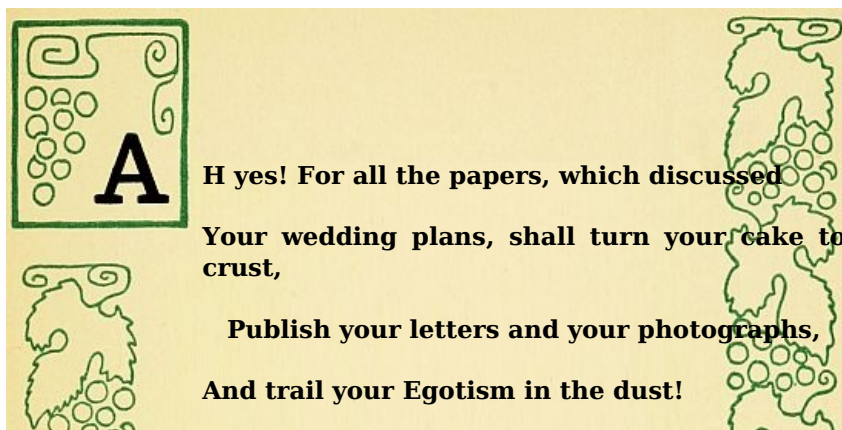 AH yes! For all the papers, which discussed
Your wedding plans, shall turn your cake to
crust,
Publish your letters and your photographs,
And trail your Egotism in the dust!